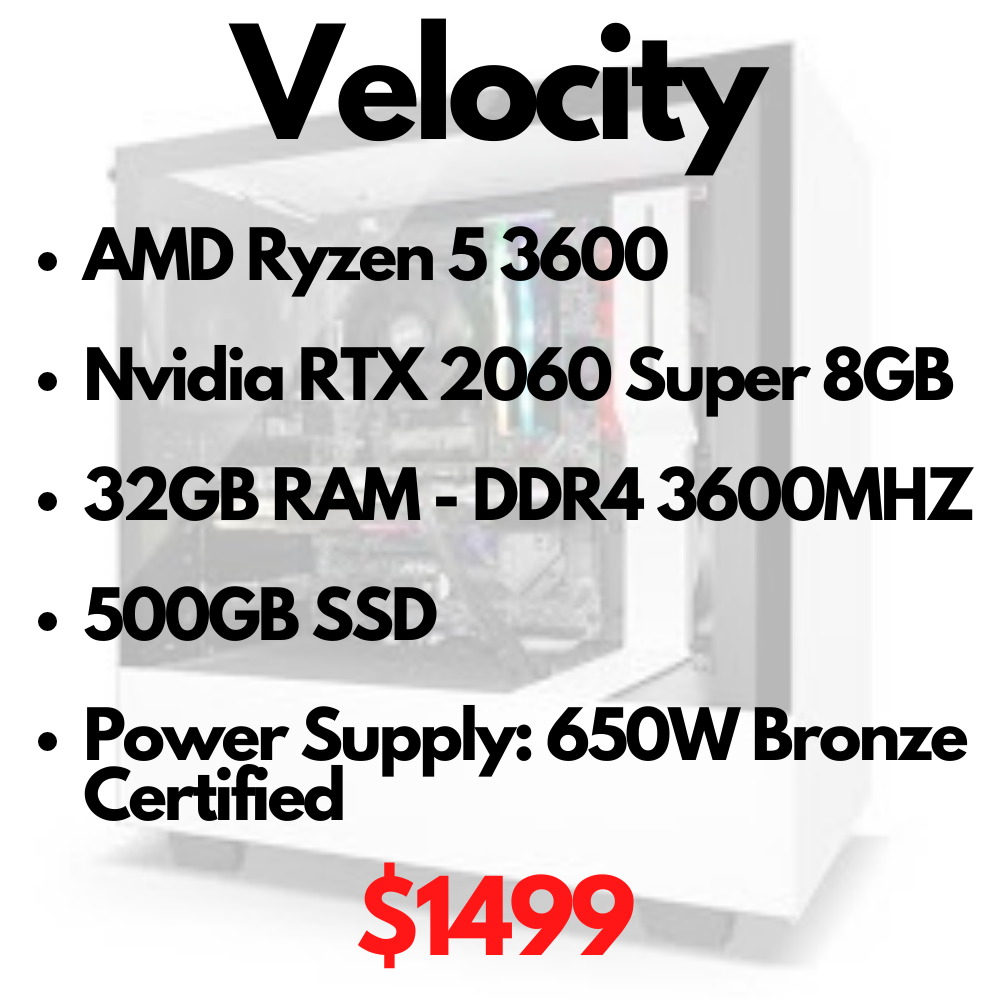 Velocity
• AMD Ryzen 5 3600
• Nvidia RTX 2060 Super 8GB
• 32GB RAM - DDR4 3600MHZ
• 500GB SSD
• Power Supply: 650W Bronze
Certified
$1499